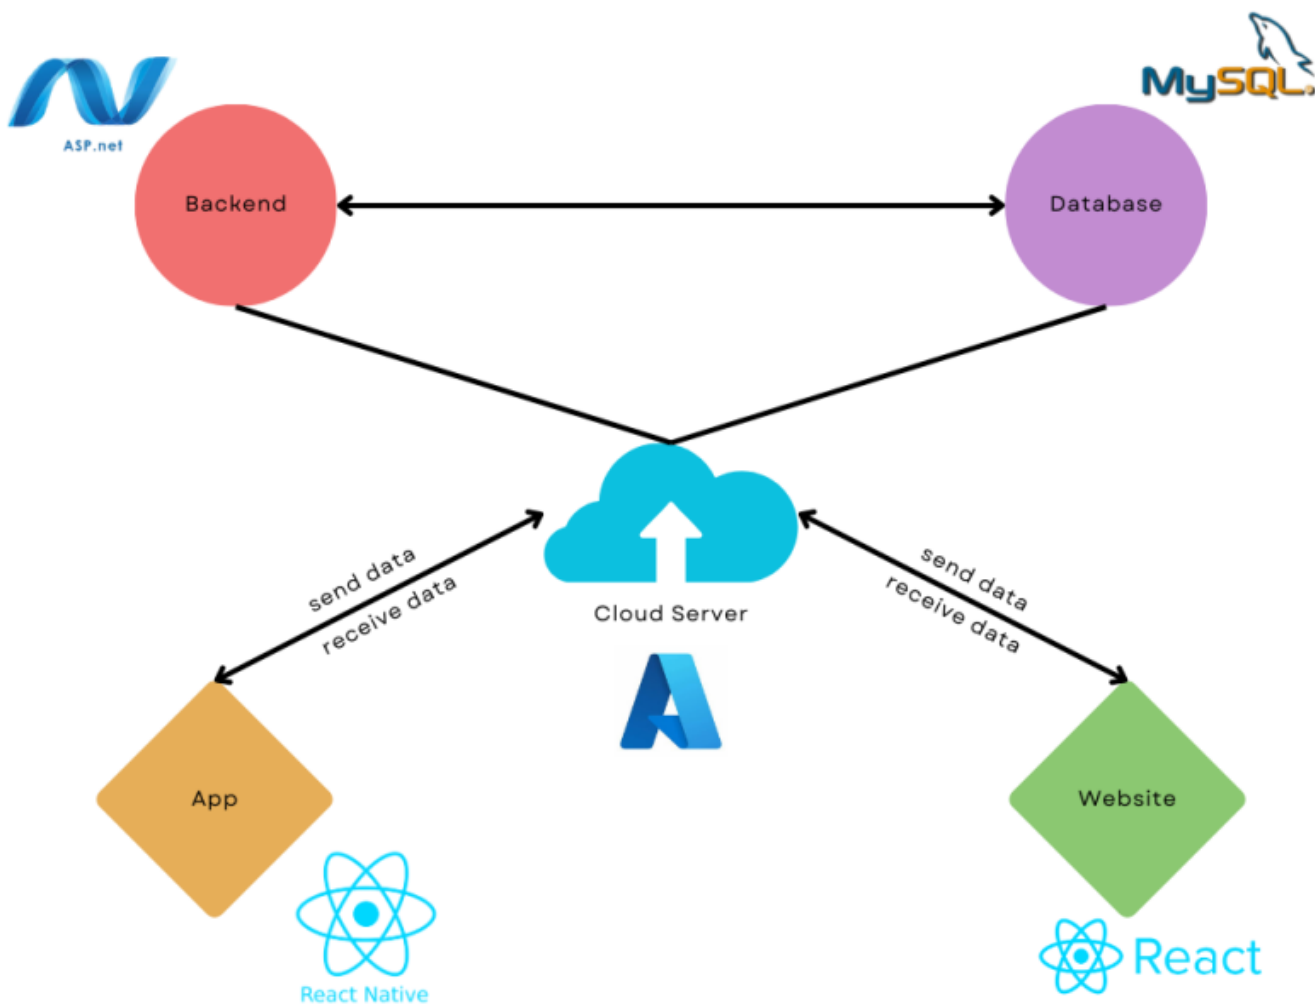 MySQL
ASP.net
Backend
Database
send data
receive data
send data
receive data
Cloud Server
App
Website
React Native
React